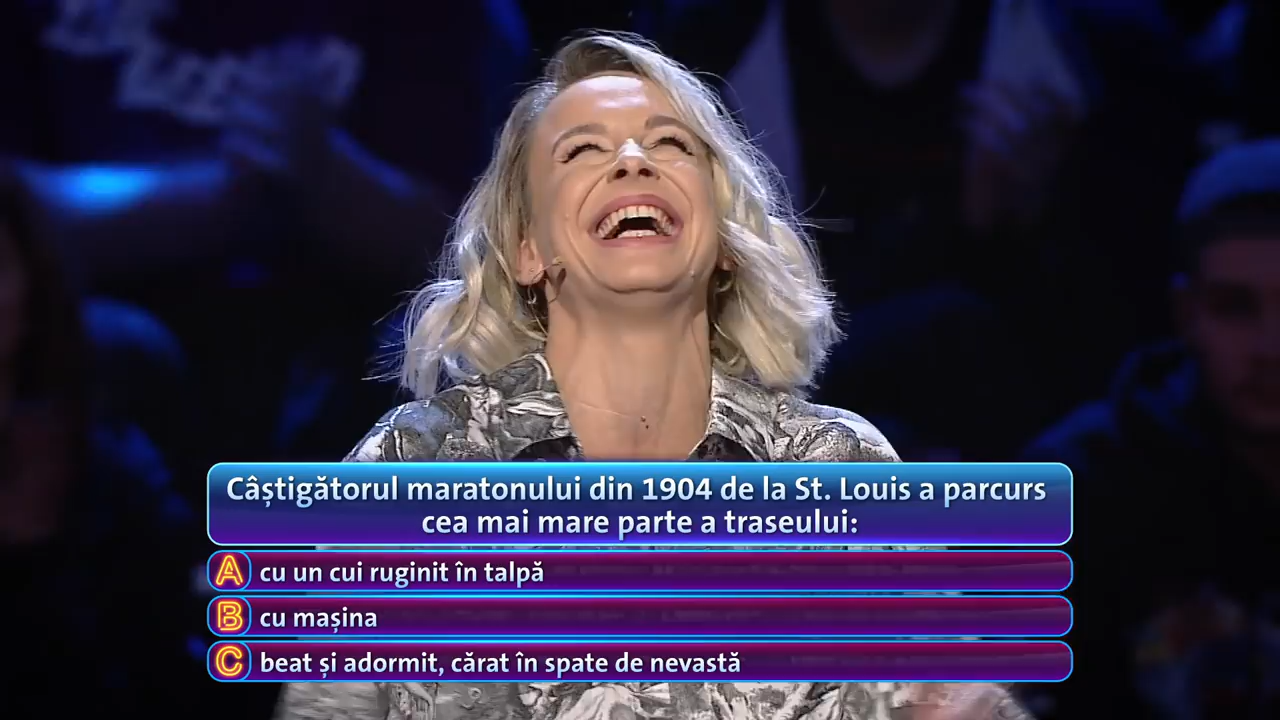 Câștigătorul maratonului din 1904 de la St. Louis a parcurs
cea mai mare parte a traseului:
A cu un cui ruginit în talpă
B cu mașina
C beat și adormit, cărat în spate de nevastă